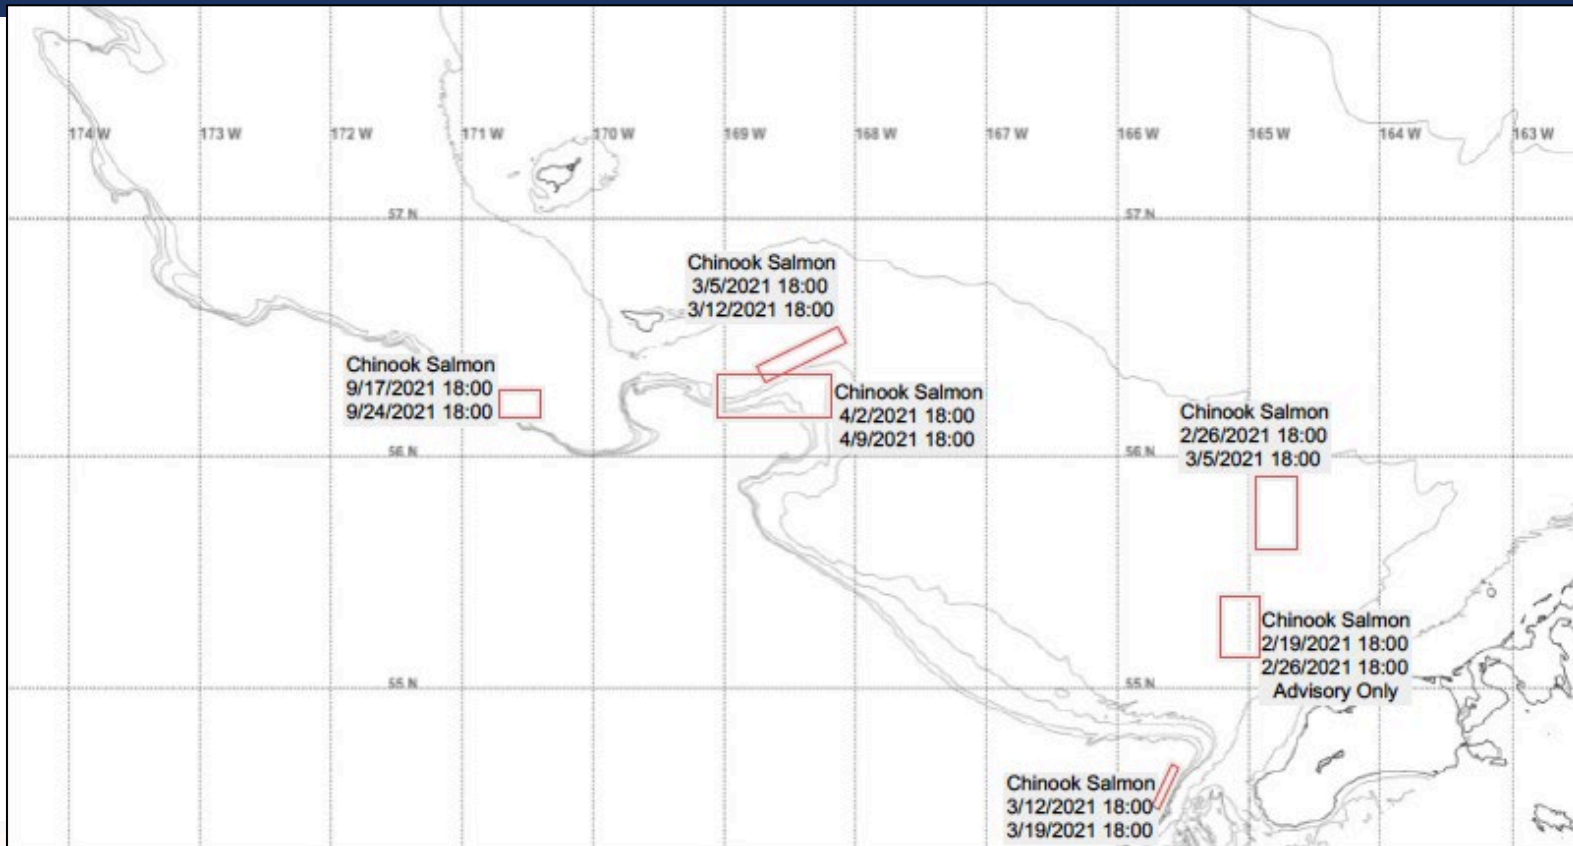 174 W
173 W
172 W
171 W
170 W
169 W
168 W
167 W
166 W
165 W
164 W
163 W
57 N
57 N
Chinook Salmon
3/5/2021 18:00
3/12/2021 18:00
Chinook Salmon
9/17/2021 18:00
9/24/2021 18:00
Chinook Salmon
4/2/2021 18:00
4/9/2021 18:00
Chinook Salmon
2/26/2021 18:00
3/5/2021 18:00
56 N
56 N
Chinook Salmon
2/19/2021 18:00
2/26/2021 18:00
Advisory Only
55 N
55 N
Chinook Salmon
3/12/2021 18:00
3/19/2021 18:00